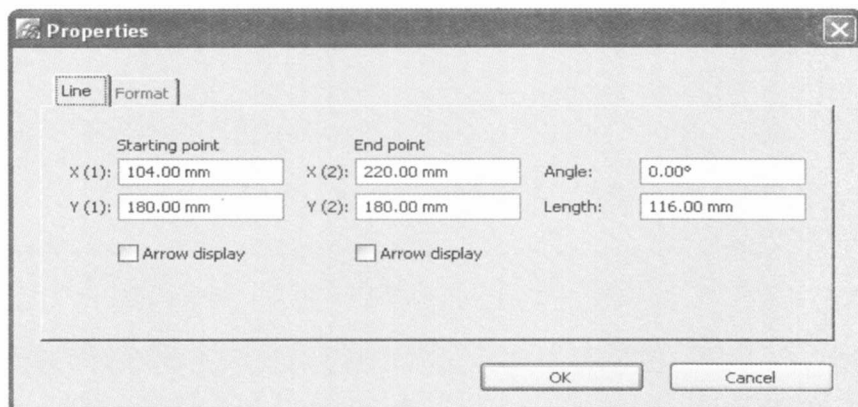 Properties
Line Format
Starting point End point
X (1): 104.00 mm X (2): 220.00 mm Angle: 0.00°
Y (1): 180.00 mm Y (2): 180.00 mm Length: 116.00 mm
Arrow display Arrow display
OK Cancel